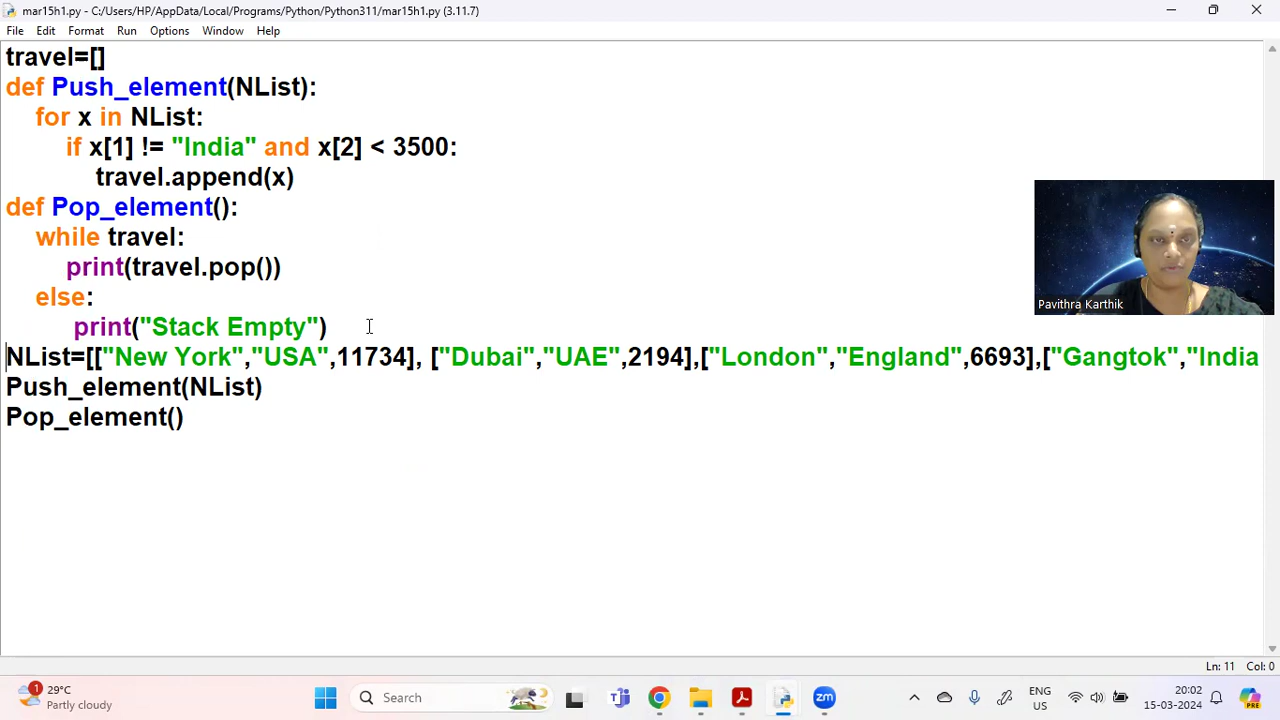 mar15h1.py - C:/Users/HP/AppData/Local/Programs/Python/Python311/mar15h1.py (3.11.7)
File Edit Format Run Options Window Help
travel=[]
def Push_element(NList):
for x in NList:
if x[1] != "India" and x[2] < 3500:
travel.append(x)
def Pop_element():
while travel:
print(travel.pop())
else:
print("Stack Empty")
NList=[["New York","USA",11734], ["Dubai","UAE",2194],["London","England",6693],["Gangtok","India
Push_element(NList)
Pop_element()
Pavithra Karthik
Ln: 11 Col: 0
1
29°C
Partly cloudy
Search
ENG
US
20:02
15-03-2024
PRE